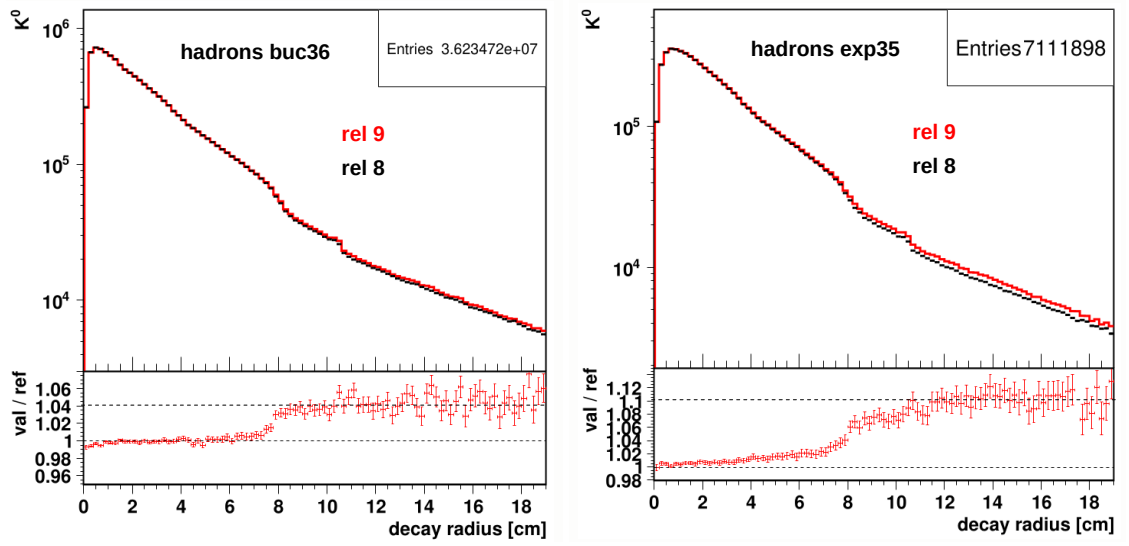 K⁰
10⁶
10⁵
10⁴
hadrons buc36
Entries 3.623472e+07
rel 9
rel 8
val / ref
1.06
1.04
1.02
1
0.98
0.96
0 2 4 6 8 10 12 14 16 18
decay radius [cm]
K⁰
10⁵
10⁴
hadrons exp35
Entries 7111898
rel 9
rel 8
val / ref
1.12
1.10
1.08
1.06
1.04
1.02
1
0.98
0 2 4 6 8 10 12 14 16 18
decay radius [cm]